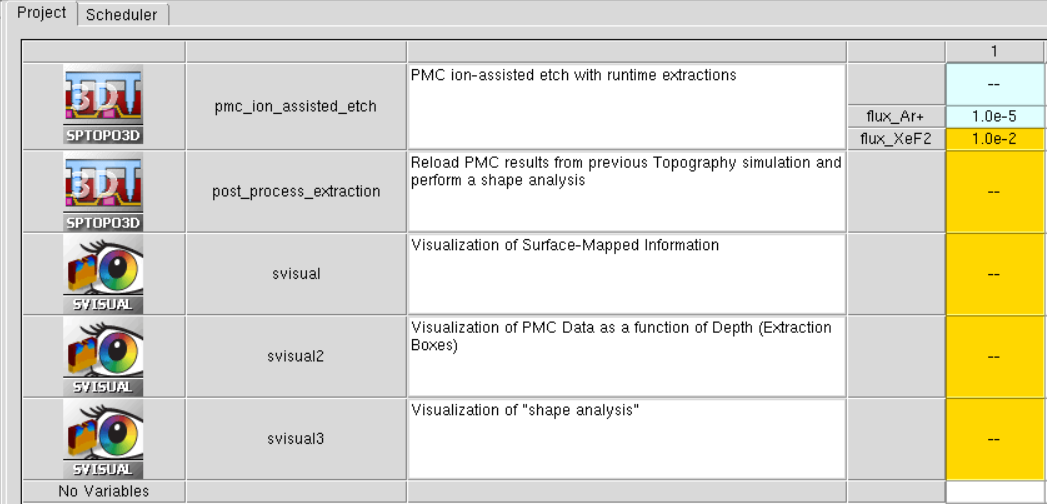 Project
Scheduler
1
3D
SPTOPO3D
pmc_ion_assisted_etch
PMC ion-assisted etch with runtime extractions
--
flux_Ar+
1.0e-5
flux_XeF2
1.0e-2
3D
SPTOPO3D
post_process_extraction
Reload PMC results from previous Topography simulation and
perform a shape analysis
--
SVISUAL
svisual
Visualization of Surface-Mapped Information
--
SVISUAL
svisual2
Visualization of PMC Data as a function of Depth (Extraction
Boxes)
--
SVISUAL
svisual3
Visualization of "shape analysis"
--
No Variables